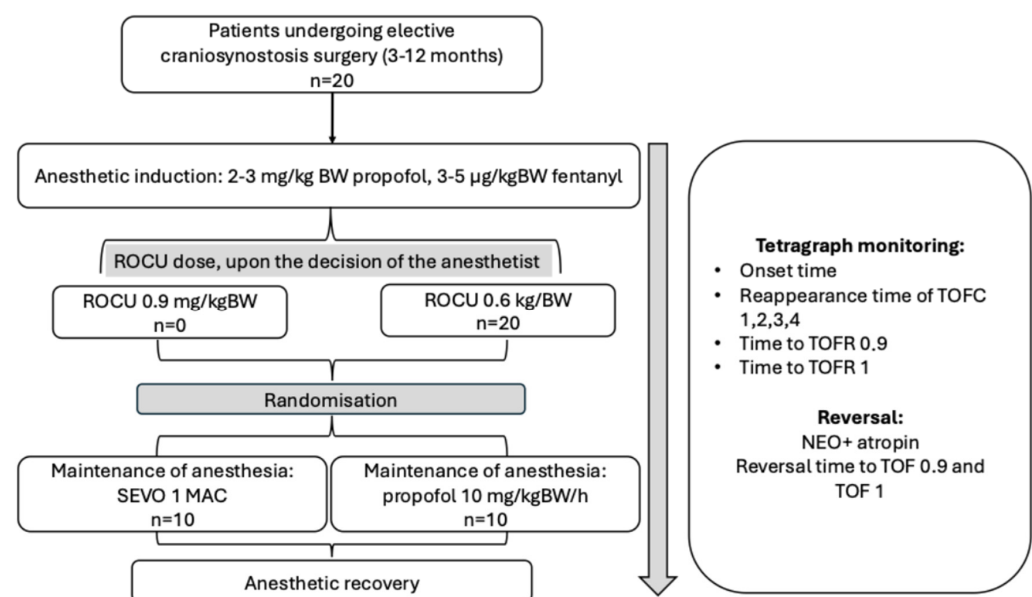 Patients undergoing elective
craniosynostosis surgery (3-12 months)
n=20
Anesthetic induction: 2-3 mg/kg BW propofol, 3-5 µg/kgBW fentanyl
ROCU dose, upon the decision of the anesthetist
ROCU 0.9 mg/kgBW
n=0
ROCU 0.6 kg/BW
n=20
Randomisation
Maintenance of anesthesia:
SEVO 1 MAC
n=10
Maintenance of anesthesia:
propofol 10 mg/kgBW/h
n=10
Anesthetic recovery
Tetragraph monitoring:
• Onset time
• Reappearance time of TOFC
1,2,3,4
• Time to TOFR 0.9
• Time to TOFR 1
Reversal:
NEO+ atropin
Reversal time to TOF 0.9 and
TOF 1